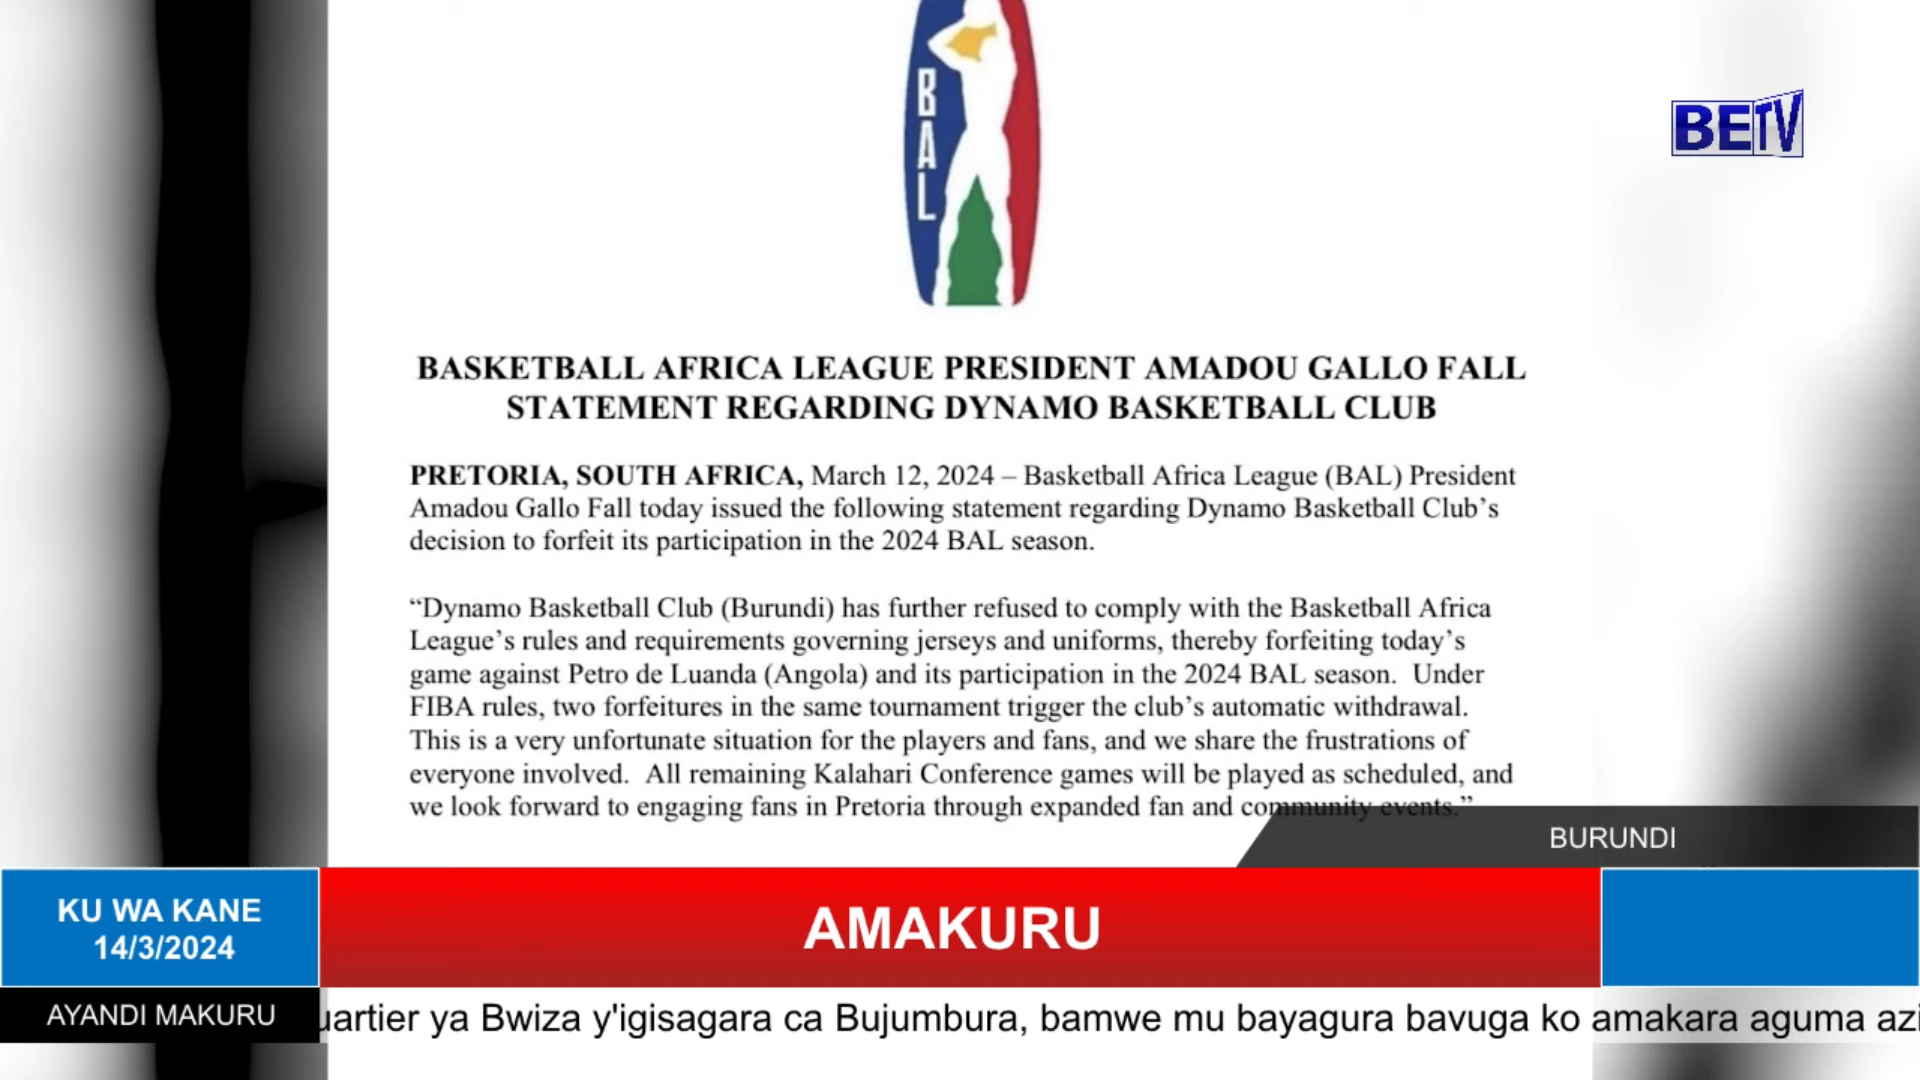 BAL
BETV
BASKETBALL AFRICA LEAGUE PRESIDENT AMADOU GALLO FALL
STATEMENT REGARDING DYNAMO BASKETBALL CLUB
PRETORIA, SOUTH AFRICA, March 12, 2024 – Basketball Africa League (BAL) President
Amadou Gallo Fall today issued the following statement regarding Dynamo Basketball Club’s
decision to forfeit its participation in the 2024 BAL season.
“Dynamo Basketball Club (Burundi) has further refused to comply with the Basketball Africa
League’s rules and requirements governing jerseys and uniforms, thereby forfeiting today’s
game against Petro de Luanda (Angola) and its participation in the 2024 BAL season.  Under
FIBA rules, two forfeitures in the same tournament trigger the club’s automatic withdrawal.
This is a very unfortunate situation for the players and fans, and we share the frustrations of
everyone involved.  All remaining Kalahari Conference games will be played as scheduled, and
we look forward to engaging fans in Pretoria through expanded fan and community events.”
BURUNDI
KU WA KANE
14/3/2024
AMAKURU
AYANDI MAKURU
uartier ya Bwiza y'igisagara ca Bujumbura, bamwe mu bayagura bavuga ko amakara aguma azi